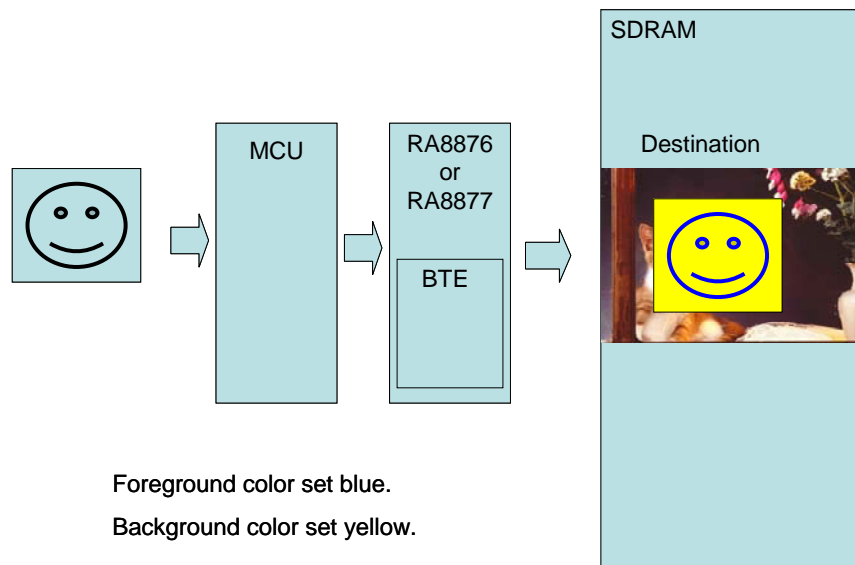 SDRAM
MCU
RA8876
or
RA8877
Destination
BTE
Foreground color set blue.
Background color set yellow.